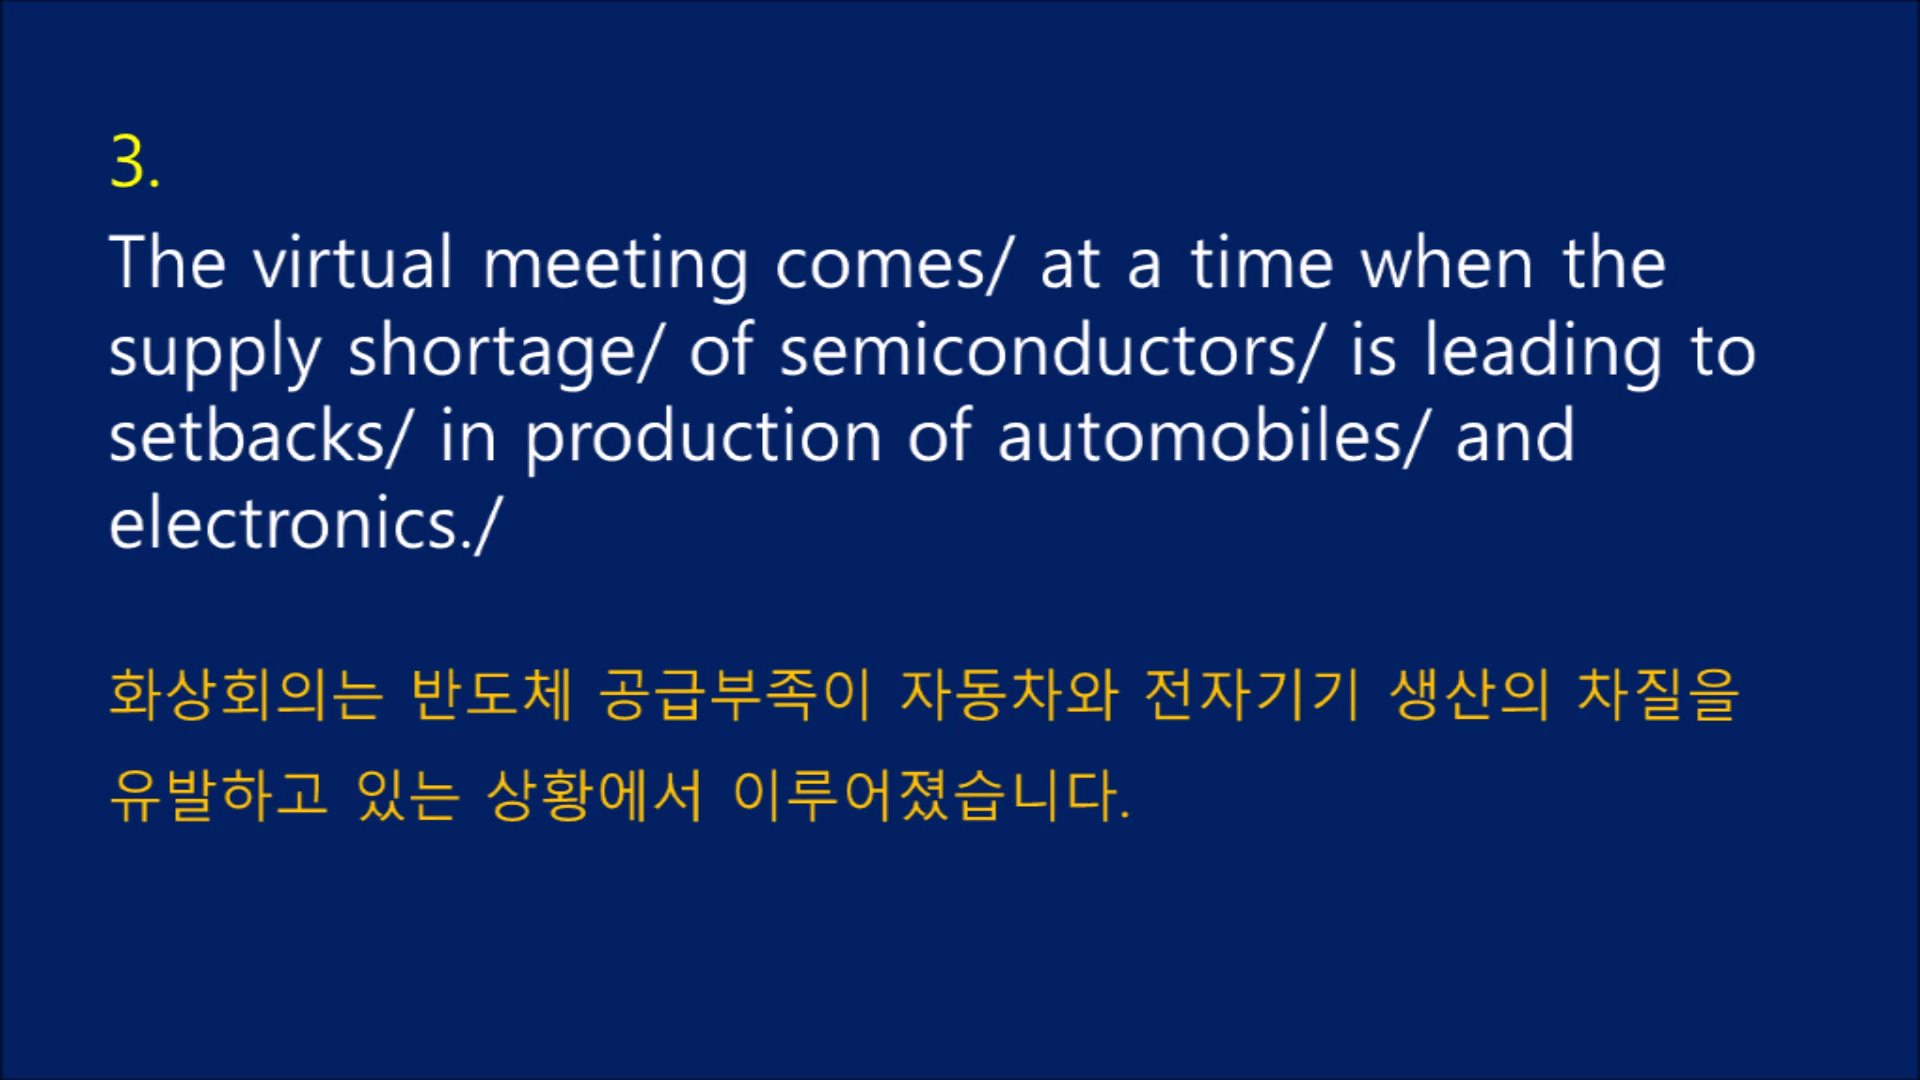 3.
The virtual meeting comes/ at a time when the
supply shortage/ of semiconductors/ is leading to
setbacks/ in production of automobiles/ and
electronics./
화상회의는 반도체 공급부족이 자동차와 전자기기 생산의 차질을
유발하고 있는 상황에서 이루어졌습니다.